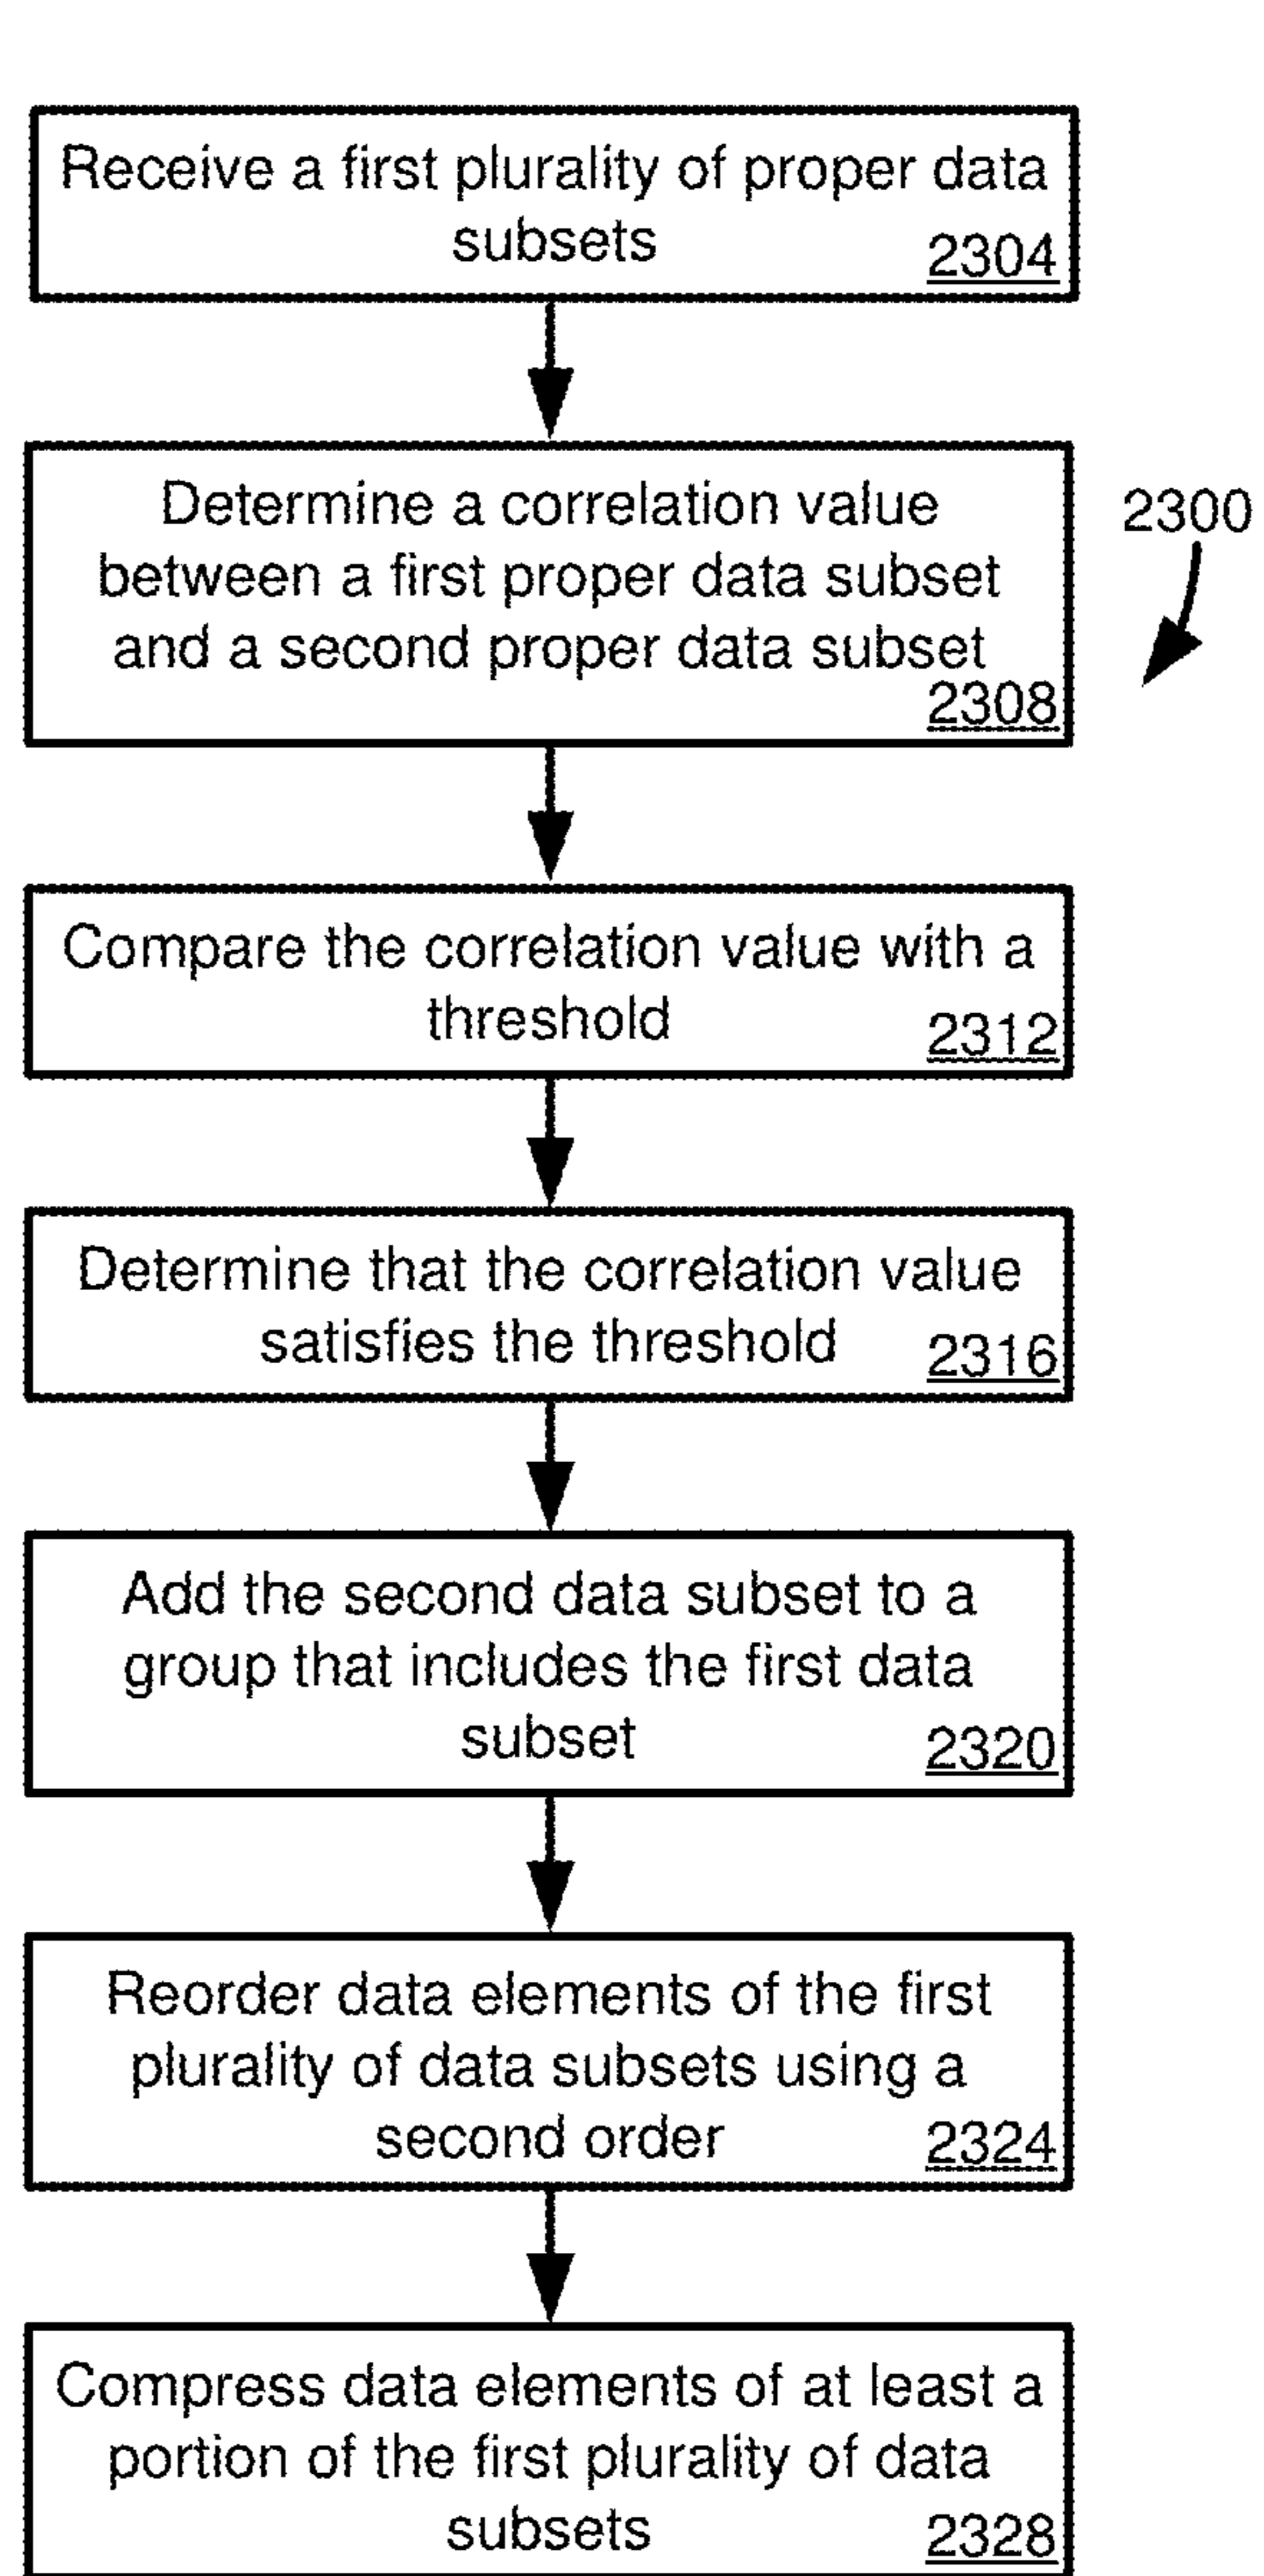 Receive a first plurality of proper data
subsets 2304
Determine a correlation value
between a first proper data subset
and a second proper data subset
2308
2300
Compare the correlation value with a
threshold 2312
Determine that the correlation value
satisfies the threshold 2316
Add the second data subset to a
group that includes the first data
subset 2320
Reorder data elements of the first
plurality of data subsets using a
second order 2324
Compress data elements of at least a
portion of the first plurality of data
subsets 2328